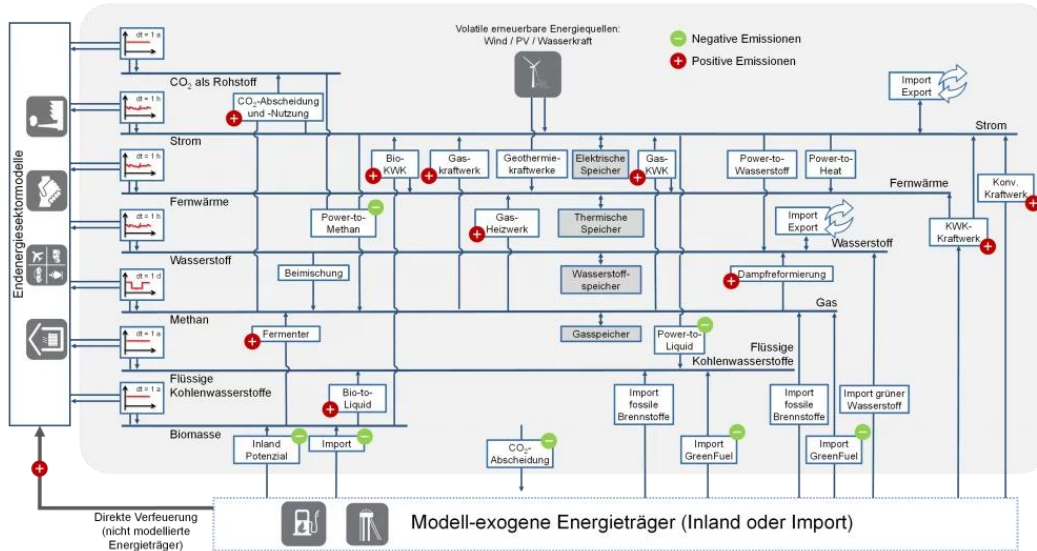 Volatile erneuerbare Energiequellen:
Wind / PV / Wasserkraft
Negative Emissionen
Positive Emissionen
Endenergiesektormodelle
dt = 1 a
CO₂ als Rohstoff
dt = 1 h
CO₂-Abscheidung
und -Nutzung
Import
Export
Strom
Strom
dt = 1 h
Bio-
KWK
Gas-
kraftwerk
Geothermie-
kraftwerke
Elektrische
Speicher
Gas-
KWK
Power-to-
Wasserstoff
Power-to-
Heat
Fernwärme
Konv.
Kraftwerk
Fernwärme
dt = 1 h
Power-to-
Methan
Gas-
Heizwerk
Thermische
Speicher
Import
Export
KWK-
Kraftwerk
Wasserstoff
Wasserstoff
dt = 1 d
Beimischung
Wasserstoff-
speicher
Dampfreformierung
Gas
Methan
dt = 1 a
Fermenter
Gasspeicher
Power-to-
Liquid
Flüssige
Kohlenwasserstoffe
Flüssige
Kohlenwasserstoffe
dt = 1 a
Bio-to-
Liquid
Import
fossile
Brennstoffe
Import
fossile
Brennstoffe
Import grüner
Wasserstoff
Biomasse
Inland
Potenzial
Import
CO₂-
Abscheidung
Import
GreenFuel
Import
GreenFuel
Direkte Verfeuerung
(nicht modellierte
Energieträger)
Modell-exogene Energieträger (Inland oder Import)